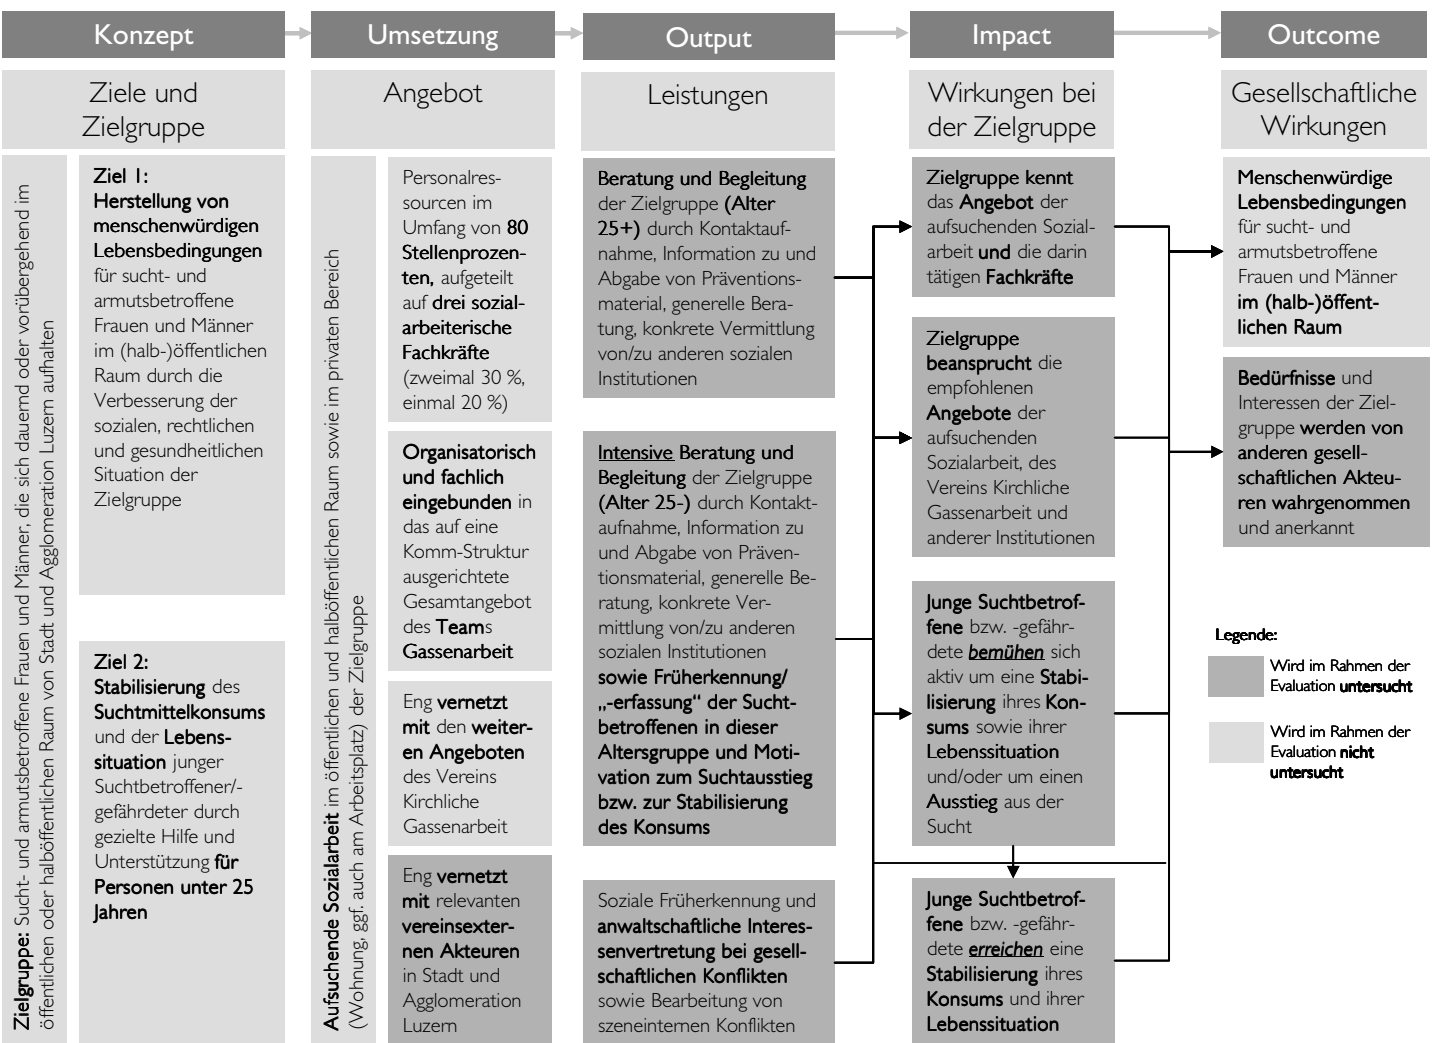 Konzept
Umsetzung
Output
Impact
Outcome
Ziele und
Zielgruppe
Angebot
Leistungen
Wirkungen bei
der Zielgruppe
Gesellschaftliche
Wirkungen
Zielgruppe: Sucht- und armutsbetroffene Frauen und Männer, die sich dauernd oder vorübergehend im
öffentlichen oder halböffentlichen Raum von Stadt und Agglomeration Luzern aufhalten
Ziel 1:
Herstellung von
menschenwürdigen
Lebensbedingungen
für sucht- und
armutsbetroffene
Frauen und Männer
im (halb-)öffentlichen
Raum durch die
Verbesserung der
sozialen, rechtlichen
und gesundheitlichen
Situation der
Zielgruppe
Ziel 2:
Stabilisierung des
Suchtmittelkonsums
und der Lebens-
situation junger
Suchtbetroffener/-
gefährdeter durch
gezielte Hilfe und
Unterstützung für
Personen unter 25
Jahren
Aufsuchende Sozialarbeit im öffentlichen und halböffentlichen Raum sowie im privaten Bereich
(Wohnung, ggf. auch am Arbeitsplatz) der Zielgruppe
Personalres-
sourcen im
Umfang von 80
Stellenprozen-
ten, aufgeteilt
auf drei sozial-
arbeiterische
Fachkräfte
(zweimal 30 %,
einmal 20 %)
Organisatorisch
und fachlich
eingebunden in
das auf eine
Komm-Struktur
ausgerichtete
Gesamtangebot
des Teams
Gassenarbeit
Eng vernetzt
mit den weiter-
en Angeboten
des Vereins
Kirchliche
Gassenarbeit
Eng vernetzt
mit relevanten
vereinsexter-
nen Akteuren
in Stadt und
Agglomeration
Luzern
Beratung und Begleitung
der Zielgruppe (Alter
25+) durch Kontaktauf-
nahme, Information zu und
Abgabe von Präventions-
material, generelle Bera-
tung, konkrete Vermittlung
von/zu anderen sozialen
Institutionen
Intensive Beratung und
Begleitung der Zielgruppe
(Alter 25-) durch Kontakt-
aufnahme, Information zu
und Abgabe von Präven-
tionsmaterial, generelle Be-
ratung, konkrete Ver-
mittlung von/zu anderen
sozialen Institutionen
sowie Früherkennung/
„-erfassung“ der Sucht-
betroffenen in dieser
Altersgruppe und Moti-
vation zum Suchtausstieg
bzw. zur Stabilisierung
des Konsums
Soziale Früherkennung und
anwaltschaftliche Interes-
senvertretung bei gesell-
schaftlichen Konflikten
sowie Bearbeitung von
szeneinternen Konflikten
Zielgruppe kennt
das Angebot der
aufsuchenden Sozial-
arbeit und die darin
tätigen Fachkräfte
Zielgruppe
beansprucht die
empfohlenen
Angebote der
aufsuchenden
Sozialarbeit, des
Vereins Kirchliche
Gassenarbeit und
anderer Institutionen
Junge Suchtbetrof-
fene bzw. -gefähr-
dete bemühen sich
aktiv um eine Stabi-
lisierung ihres Kon-
sums sowie ihrer
Lebenssituation
und/oder um einen
Ausstieg aus der
Sucht
Junge Suchtbetrof-
fene bzw. -gefähr-
dete erreichen eine
Stabilisierung ihres
Konsums und ihrer
Lebenssituation
Menschenwürdige
Lebensbedingungen
für sucht- und
armutsbetroffene
Frauen und Männer
im (halb-)öffent-
lichen Raum
Bedürfnisse und
Interessen der Ziel-
gruppe werden von
anderen gesell-
schaftlichen Akteu-
ren wahrgenommen
und anerkannt
Legende:
Wird im Rahmen der
Evaluation untersucht
Wird im Rahmen der
Evaluation nicht
untersucht